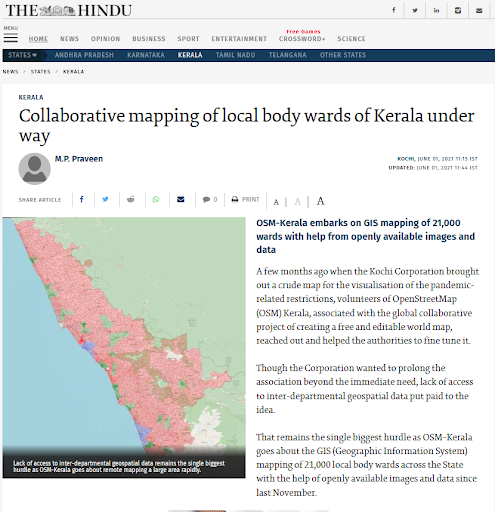 THE HINDU
MENU
HOME NEWS OPINION BUSINESS SPORT ENTERTAINMENT CROSSWORD+ SCIENCE
Free Games
STATES ANDHRA PRADESH KARNATAKA KERALA TAMIL NADU TELANGANA OTHER STATES
NEWS > STATES > KERALA
KERALA
Collaborative mapping of local body wards of Kerala under
way
M.P. Praveen
KOCHI, JUNE 01, 2021 11:15 IST
UPDATED: JUNE 01, 2021 11:44 IST
SHARE ARTICLE 0 PRINT A A A
OSM-Kerala embarks on GIS mapping of 21,000
wards with help from openly available images and
data
A few months ago when the Kochi Corporation brought
out a crude map for the visualisation of the pandemic-
related restrictions, volunteers of OpenStreetMap
(OSM) Kerala, associated with the global collaborative
project of creating a free and editable world map,
reached out and helped the authorities to fine tune it.
Though the Corporation wanted to prolong the
association beyond the immediate need, lack of access
to inter-departmental geospatial data put paid to the
idea.
That remains the single biggest hurdle as OSM-Kerala
goes about the GIS (Geographic Information System)
mapping of 21,000 local body wards across the State
with the help of openly available images and data since
last November.
Lack of access to inter-departmental geospatial data remains the single biggest
hurdle as OSM-Kerala goes about remote mapping a large area rapidly.